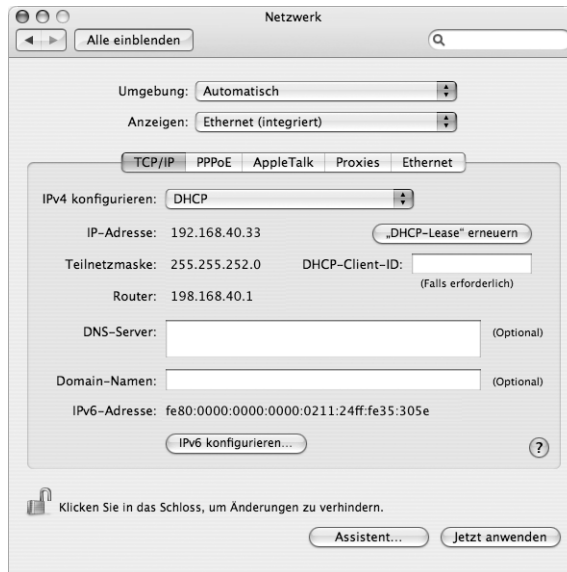 Netzwerk
Alle einblenden
Umgebung: Automatisch
Anzeigen: Ethernet (integriert)
TCP/IP PPPoE AppleTalk Proxies Ethernet
IPv4 konfigurieren: DHCP
IP-Adresse: 192.168.40.33 „DHCP-Lease“ erneuern
Teilnetzmaske: 255.255.252.0 DHCP-Client-ID:
(Falls erforderlich)
Router: 198.168.40.1
DNS-Server: (Optional)
Domain-Namen: (Optional)
IPv6-Adresse: fe80:0000:0000:0000:0211:24ff:fe35:305e
IPv6 konfigurieren... ?
Klicken Sie in das Schloss, um Änderungen zu verhindern.
Assistent... Jetzt anwenden